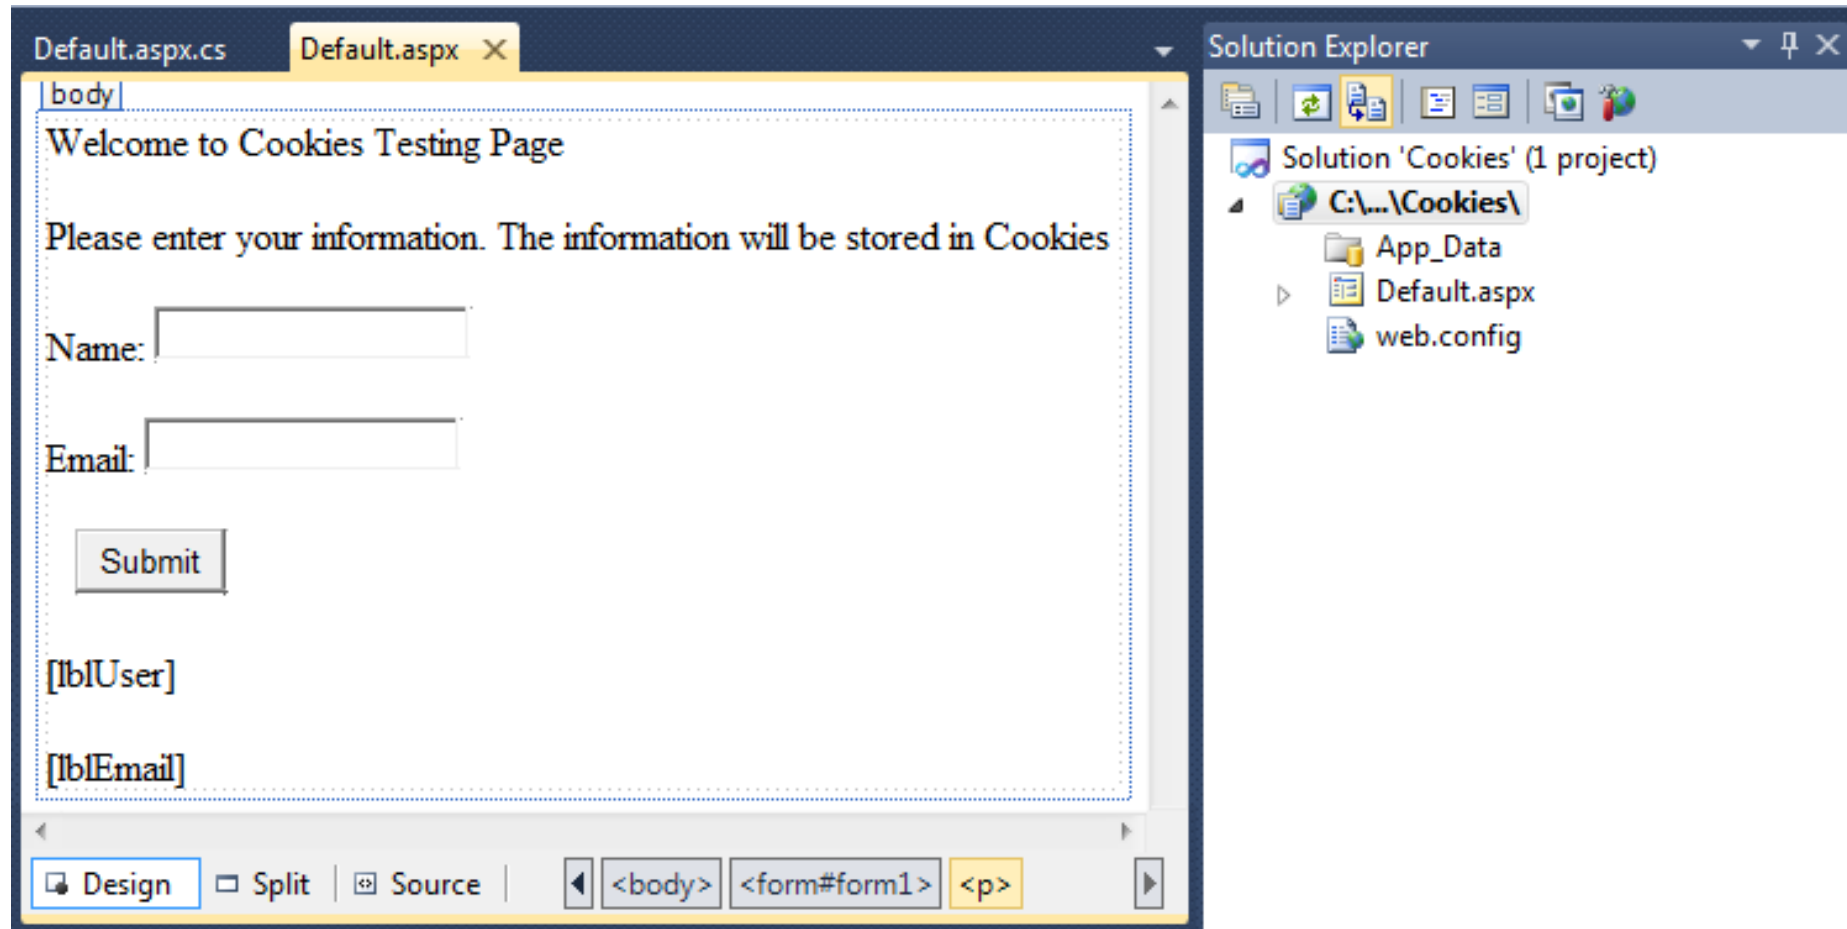 Default.aspx.cs
Default.aspx
body
Welcome to Cookies Testing Page
Please enter your information. The information will be stored in Cookies
Name:
Email:
Submit
[lblUser]
[lblEmail]
Design
Split
Source
<body>
<form#form1>
<p>
Solution Explorer
Solution 'Cookies' (1 project)
C:\...\Cookies\
App_Data
Default.aspx
web.config